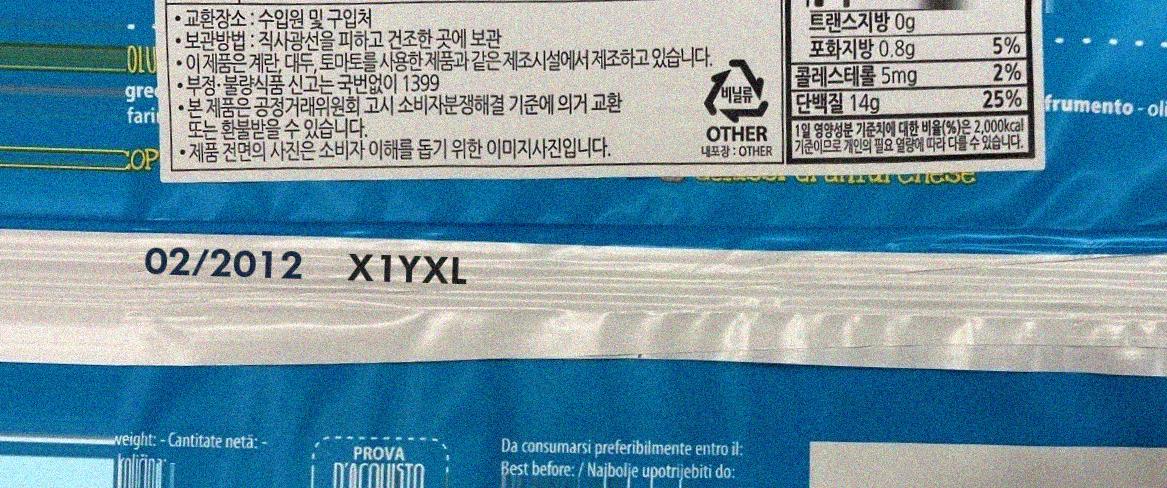 • 교환장소 : 수입원 및 구입처
• 보관방법 : 직사광선을 피하고 건조한 곳에 보관
• 이 제품은 계란, 대두, 토마토를 사용한 제품과 같은 제조시설에서 제조하고 있습니다.
• 부정·불량식품 신고는 국번없이 1399
• 본 제품은 공정거래위원회 고시 소비자분쟁해결 기준에 의거 교환
또는 환불받을 수 있습니다.
• 제품 전면의 사진은 소비자 이해를 돕기 위한 이미지사진입니다.
비닐류
OTHER
내포장 : OTHER
트랜스지방 0g
포화지방 0.8g 5%
콜레스테롤 5mg 2%
단백질 14g 25%
1일 영양성분 기준치에 대한 비율(%)은 2,000kcal
기준이므로 개인의 필요 열량에 따라 다를 수 있습니다.
frumento - oli
02/2012 X1YXL
weight: - Cantitate netă: -
količina:
PROVA
D'ACQUISTO
Da consumarsi preferibilmente entro il:
Best before: / Najbolje upotrijebiti do: